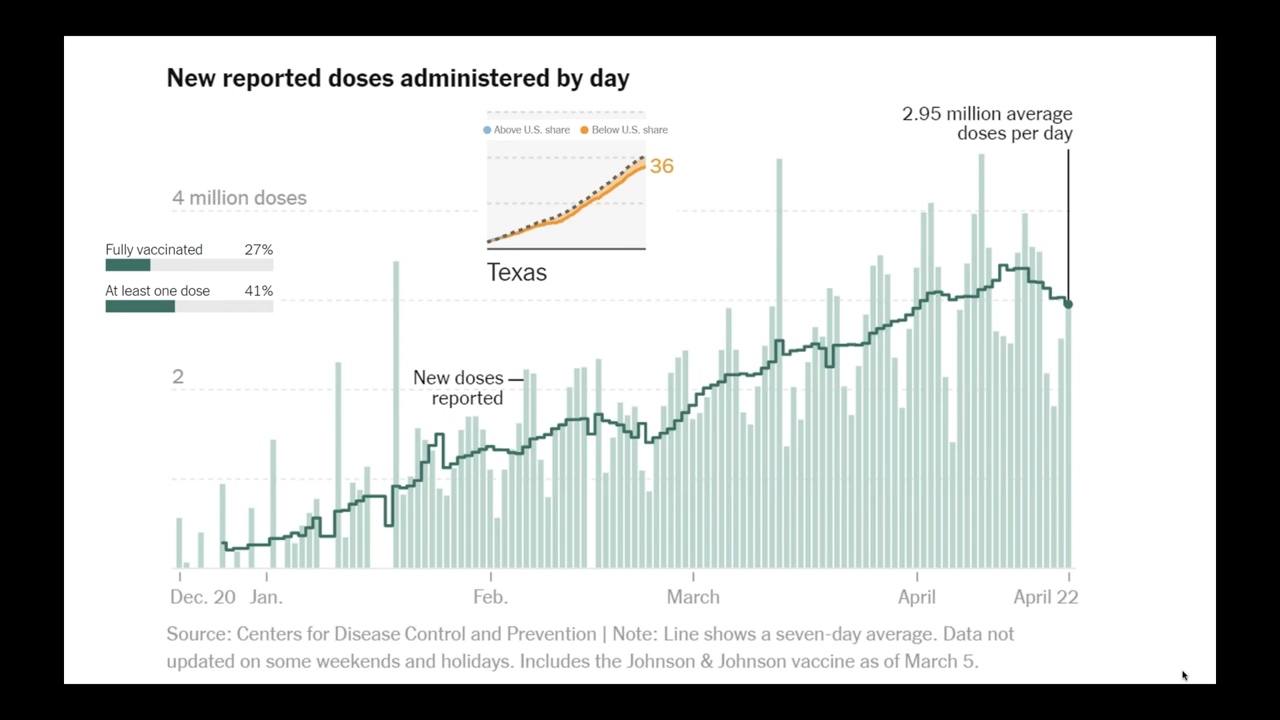 New reported doses administered by day
2.95 million average
doses per day
Above U.S. share Below U.S. share
36
4 million doses
Fully vaccinated 27%
Texas
At least one dose 41%
New doses
reported
2
Dec. 20 Jan. Feb. March April April 22
Source: Centers for Disease Control and Prevention | Note: Line shows a seven-day average. Data not
updated on some weekends and holidays. Includes the Johnson & Johnson vaccine as of March 5.